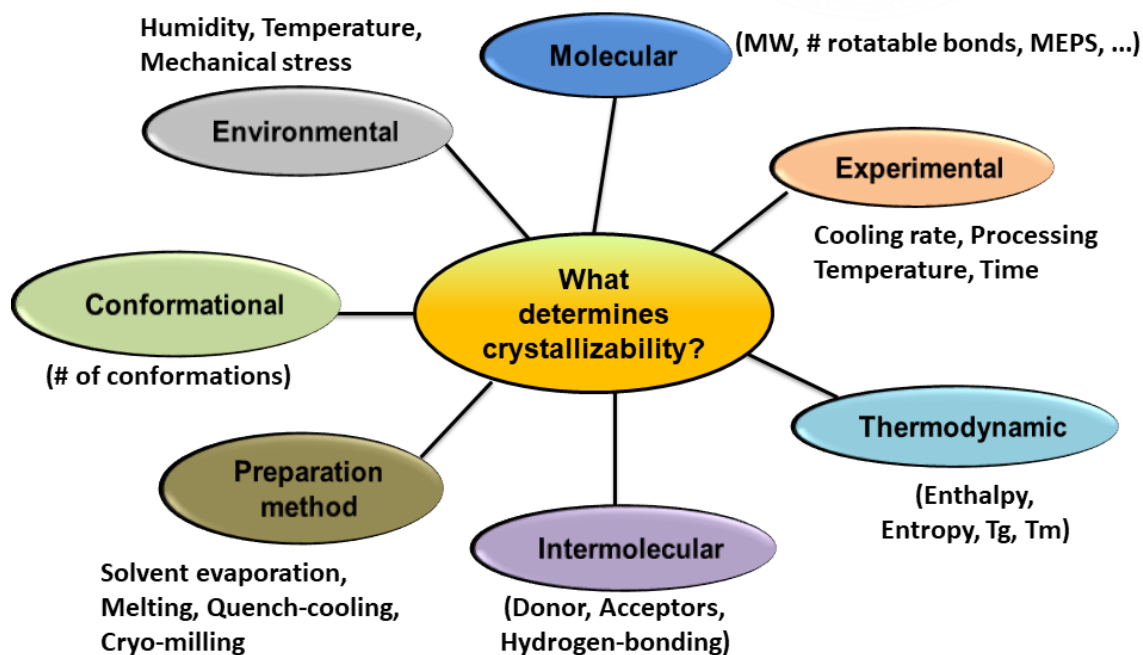 Humidity, Temperature,
Mechanical stress
Environmental
Molecular
(MW, # rotatable bonds, MEPS, ...)
Experimental
Cooling rate, Processing
Temperature, Time
What
determines
crystallizability?
Conformational
(# of conformations)
Thermodynamic
(Enthalpy,
Entropy, Tg, Tm)
Preparation
method
Solvent evaporation,
Melting, Quench-cooling,
Cryo-milling
Intermolecular
(Donor, Acceptors,
Hydrogen-bonding)